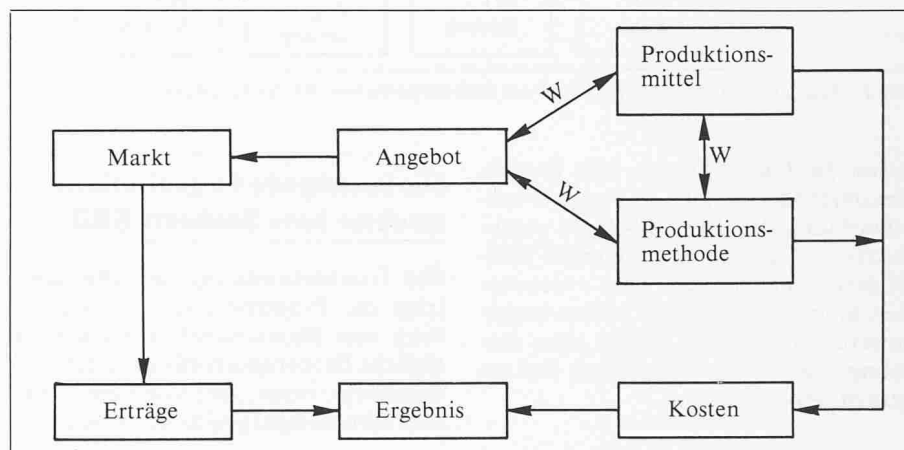 Produktions-
mittel
W
Markt
Angebot
W
W
Produktions-
methode
Erträge
Ergebnis
Kosten